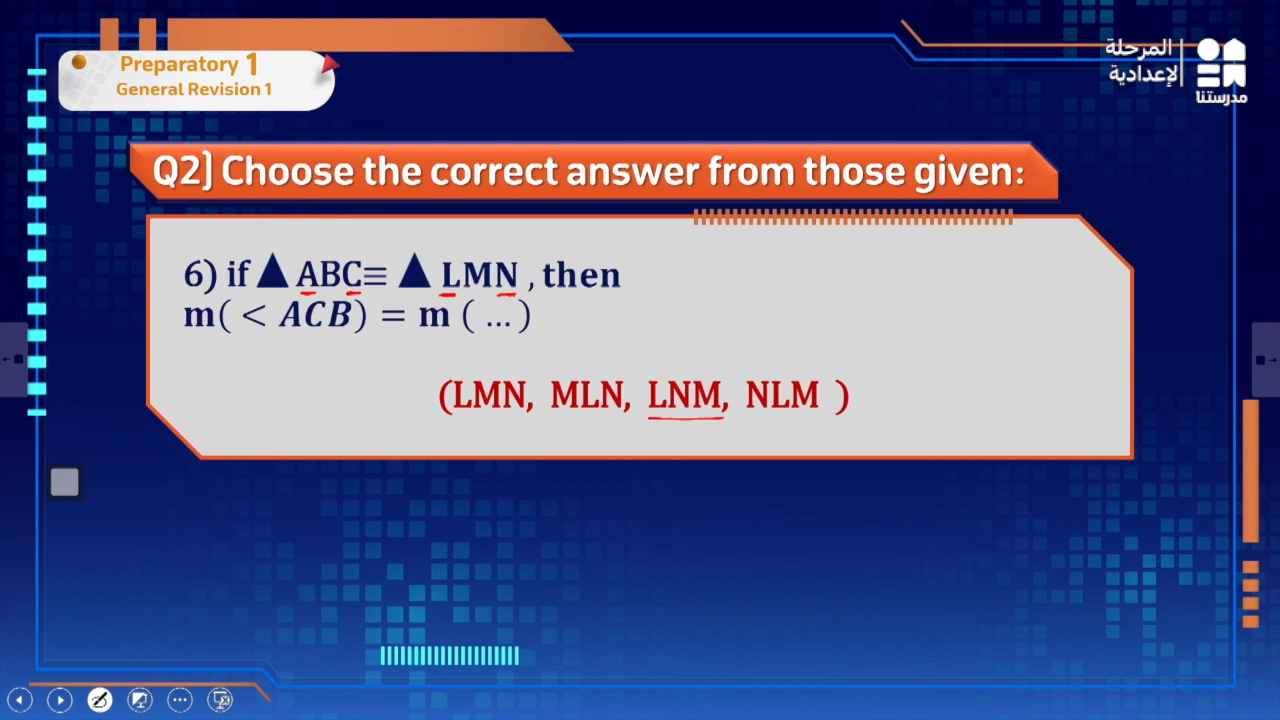 Preparatory 1
General Revision 1
المرحلة
الإعدادية
مدرستنا
Q2] Choose the correct answer from those given:
6) if ▲ ABC≡ ▲ LMN , then
m( < ACB) = m ( ... )
(LMN, MLN, LNM, NLM )